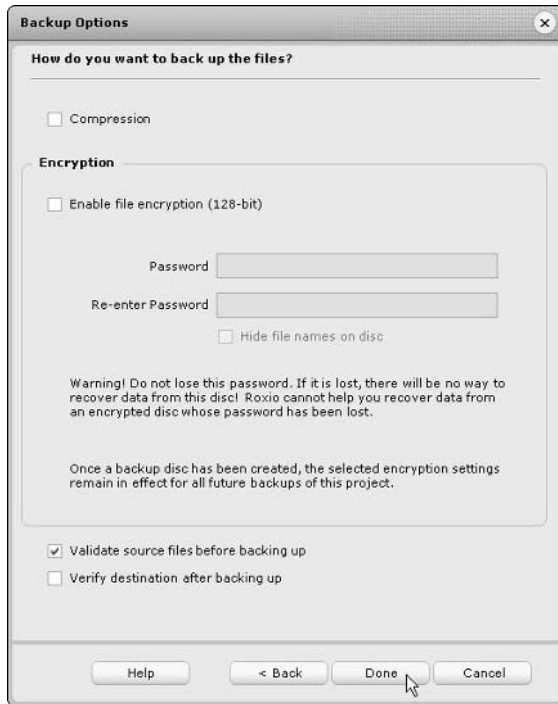 Backup Options
How do you want to back up the files?
Compression
Encryption
Enable file encryption (128-bit)
Password
Re-enter Password
Hide file names on disc
Warning! Do not lose this password. If it is lost, there will be no way to
recover data from this disc! Roxio cannot help you recover data from
an encrypted disc whose password has been lost.
Once a backup disc has been created, the selected encryption settings
remain in effect for all future backups of this project.
Validate source files before backing up
Verify destination after backing up
Help
< Back
Done
Cancel